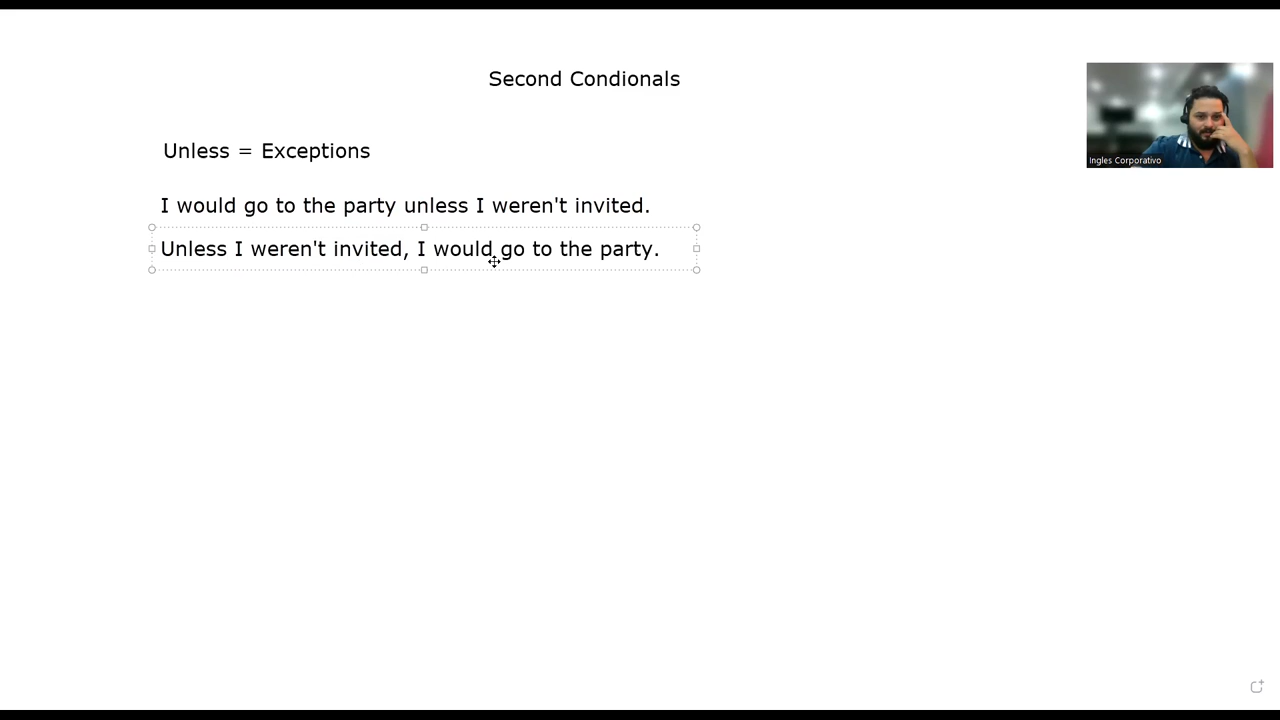 Second Condionals
Ingles Corporativo
Unless = Exceptions
I would go to the party unless I weren't invited.
Unless I weren't invited, I would go to the party.